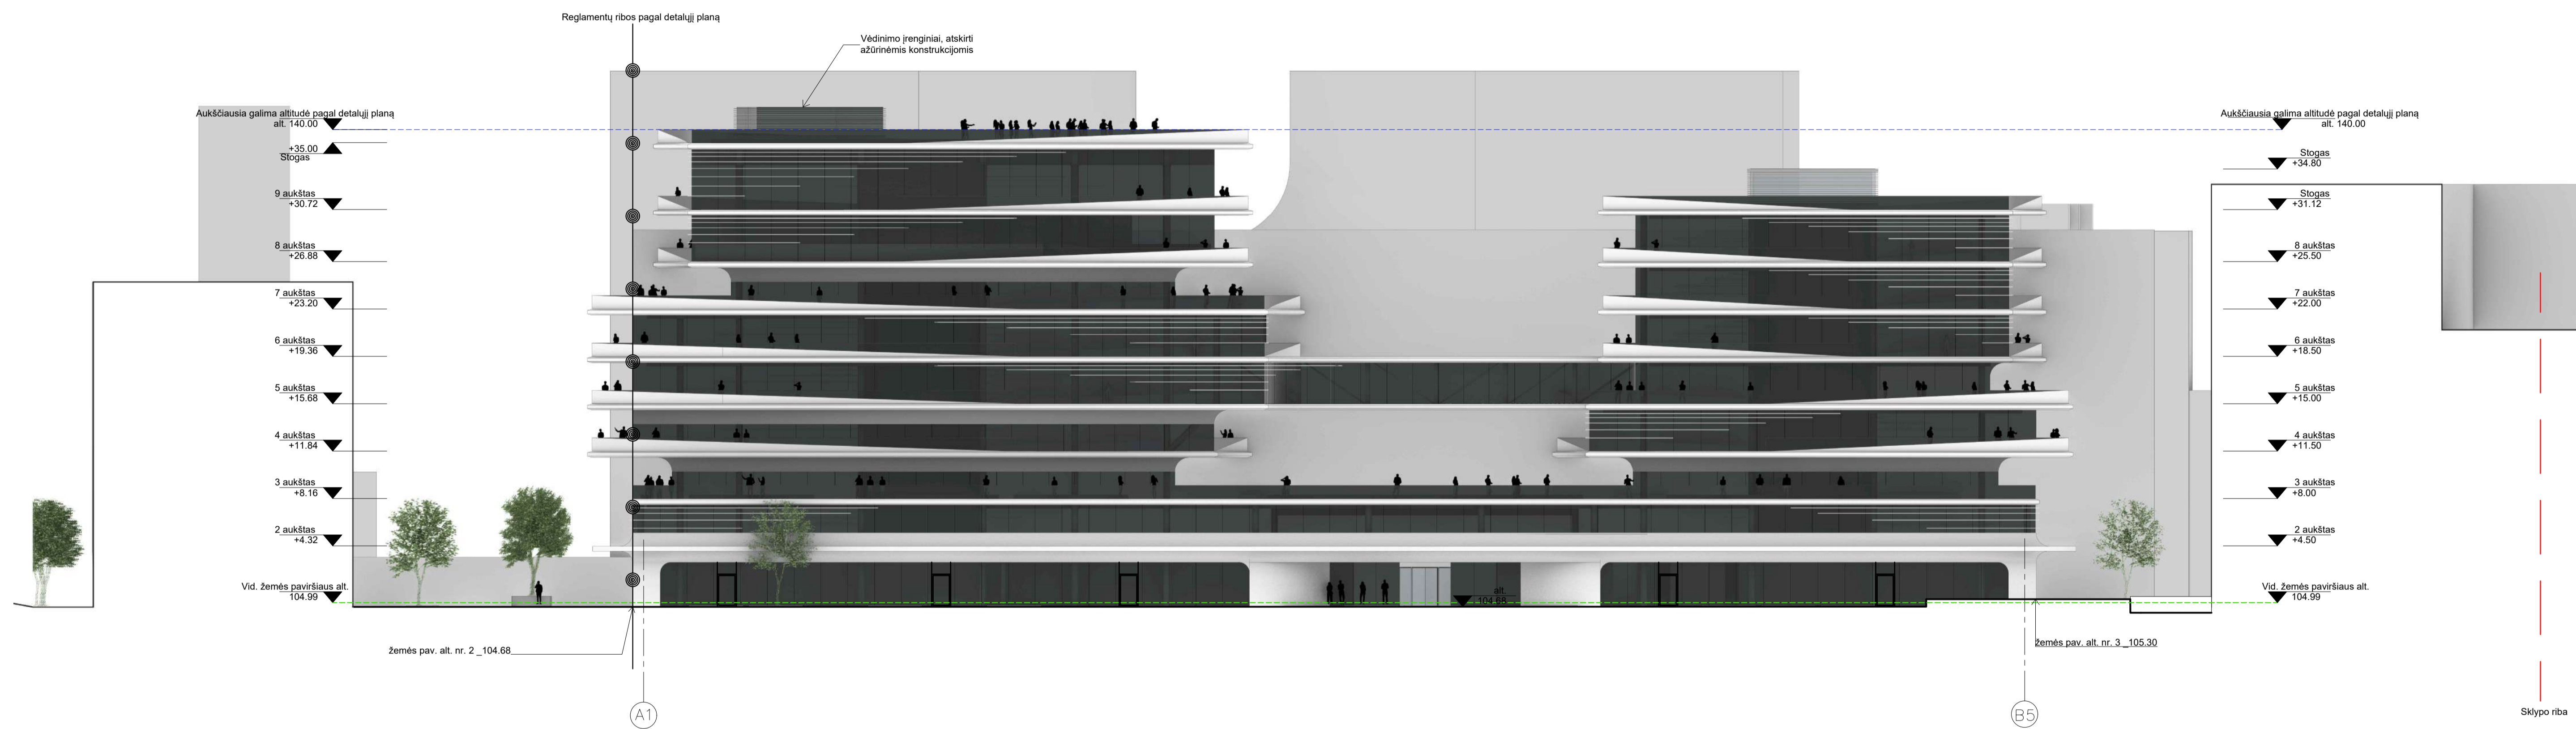 Reglamentų ribos pagal detalųjį planą
Vėdinimo įrenginiai, atskirti
ažūrinėmis konstrukcijomis
Aukščiausia galima altitudė pagal detalųjį planą
alt. 140.00
+35.00
Stogas
9 aukštas
+30.72
8 aukštas
+26.88
7 aukštas
+23.20
6 aukštas
+19.36
5 aukštas
+15.68
4 aukštas
+11.84
3 aukštas
+8.16
2 aukštas
+4.32
Vid. žemės paviršiaus alt.
104.99
žemės pav. alt. nr. 2 _104.68
A1
alt.
104.68
Aukščiausia galima altitudė pagal detalųjį planą
alt. 140.00
Stogas
+34.80
Stogas
+31.12
8 aukštas
+25.50
7 aukštas
+22.00
6 aukštas
+18.50
5 aukštas
+15.00
4 aukštas
+11.50
3 aukštas
+8.00
2 aukštas
+4.50
Vid. žemės paviršiaus alt.
104.99
žemės pav. alt. nr. 3 _105.30
B5
Sklypo riba